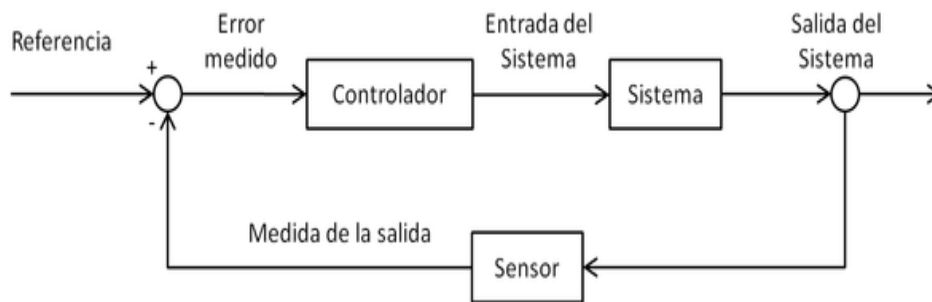 Referencia
+
-
Error
medido
Controlador
Entrada del
Sistema
Sistema
Salida del
Sistema
Medida de la salida
Sensor